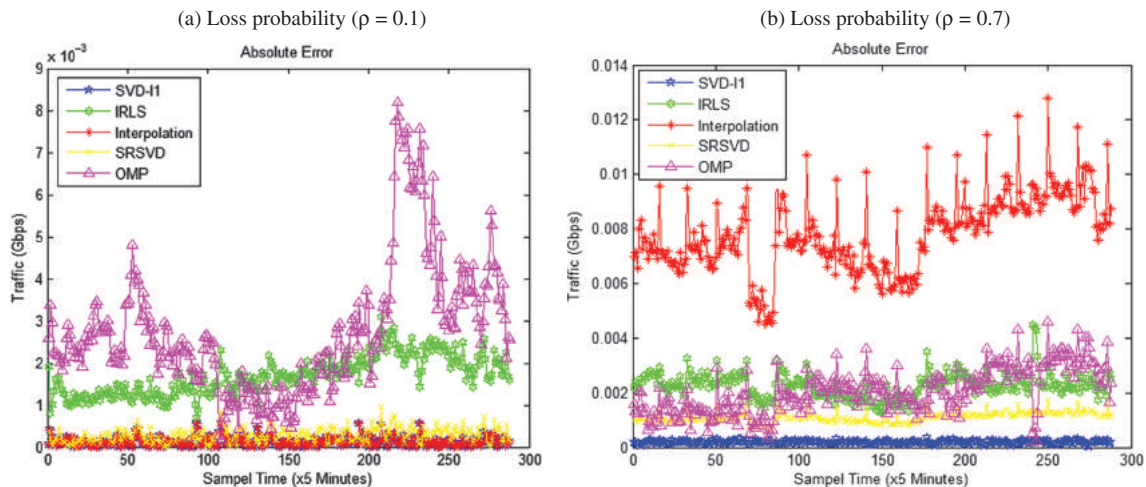 (a) Loss probability (ρ = 0.1)
× 10⁻³
Absolute Error
9
8
7
6
5
4
3
2
1
0
Traffic (Gbps)
SVD-l1
IRLS
Interpolation
SRSVD
OMP
0 50 100 150 200 250 300
Sampel Time (x5 Minutes)
(b) Loss probability (ρ = 0.7)
Absolute Error
0.014
0.012
0.01
0.008
0.006
0.004
0.002
0
Traffic (Gbps)
SVD-l1
IRLS
Interpolation
SRSVD
OMP
0 50 100 150 200 250 300
Sampel Time (x5 Minutes)